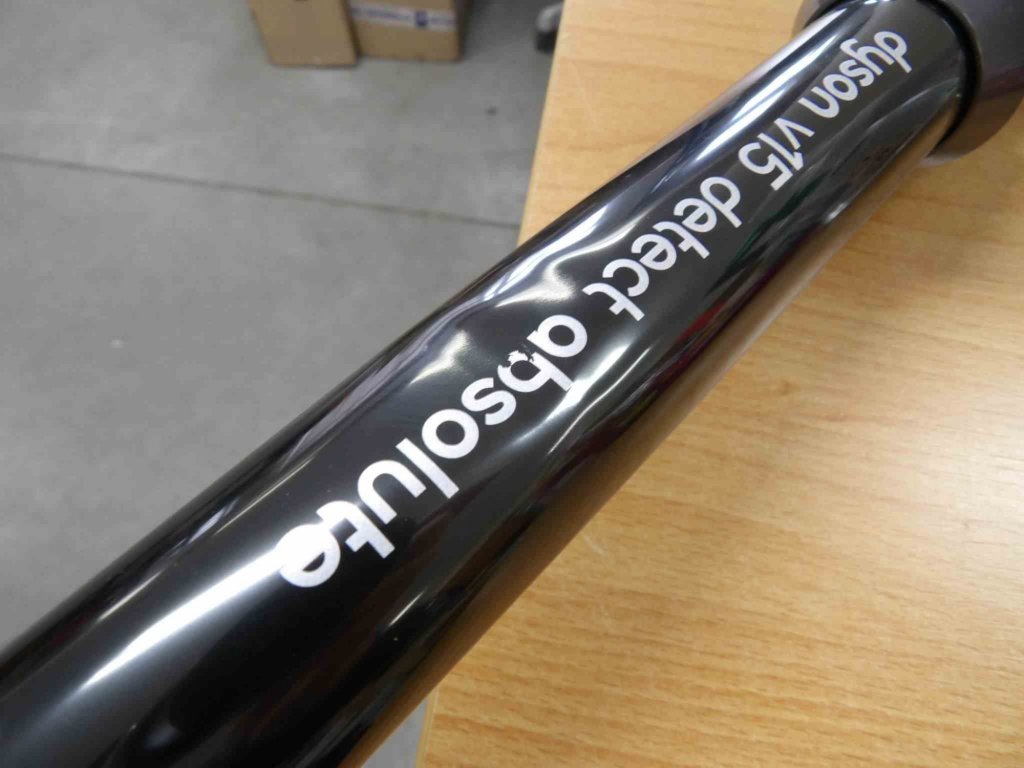 dyson v15 detect absolute